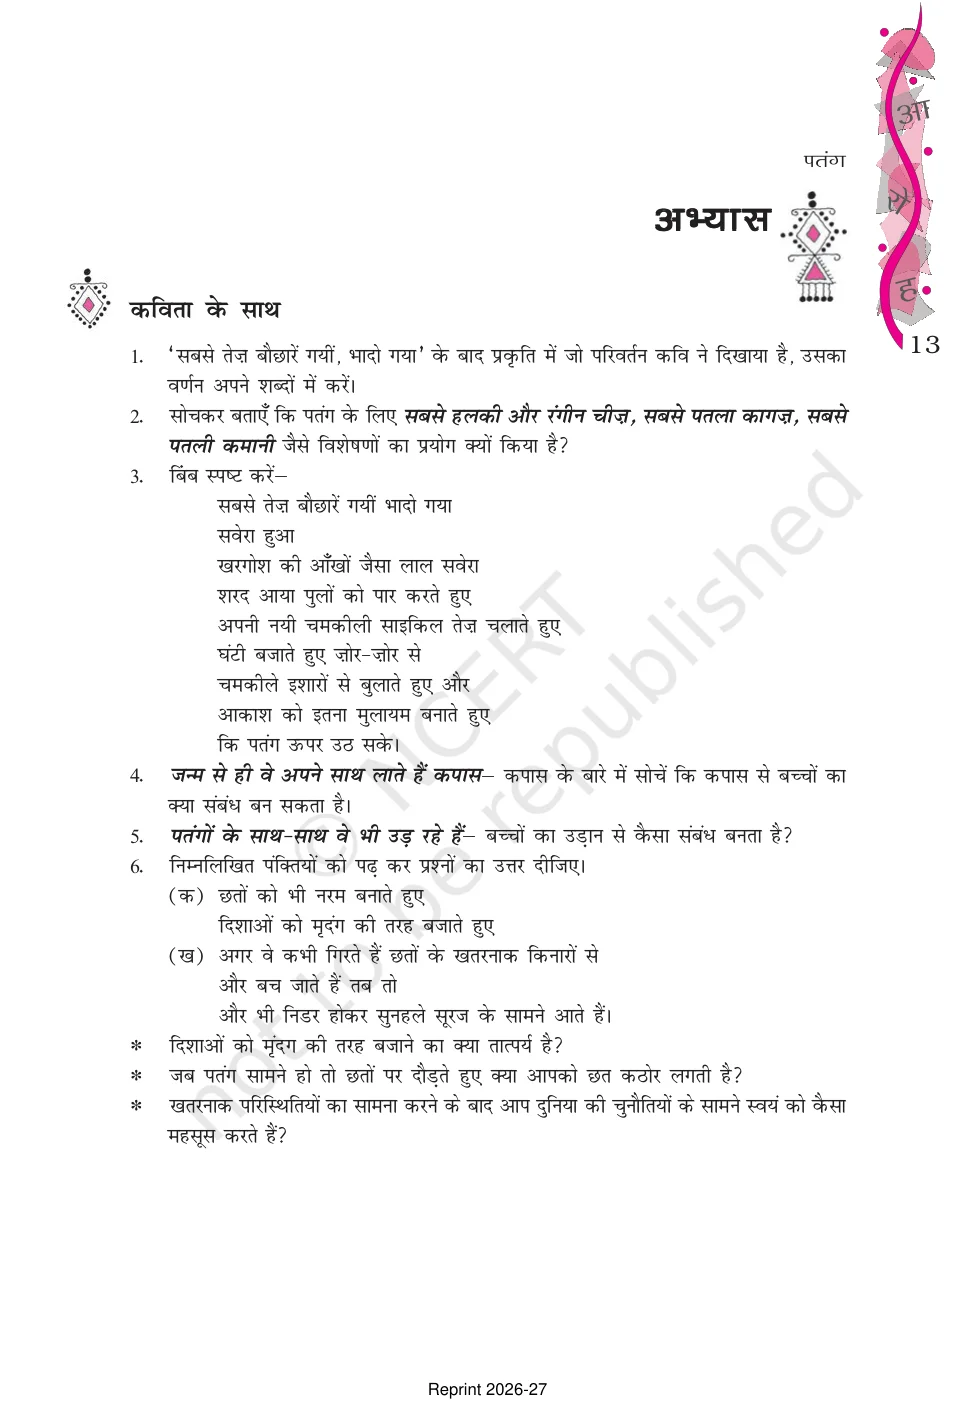 पतंग
अभ्यास
आ
ह
13
कविता के साथ
1. ‘सबसे तेज़ बौछारें गयीं, भादो गया’ के बाद प्रकृति में जो परिवर्तन कवि ने दिखाया है, उसका
वर्णन अपने शब्दों में करें।
2. सोचकर बताएँ कि पतंग के लिए सबसे हलकी और रंगीन चीज़, सबसे पतला कागज़, सबसे
पतली कमानी जैसे विशेषणों का प्रयोग क्यों किया है?
3. बिंब स्पष्ट करें–
सबसे तेज़ बौछारें गयीं भादो गया
सवेरा हुआ
खरगोश की आँखों जैसा लाल सवेरा
शरद आया पुलों को पार करते हुए
अपनी नयी चमकीली साइकिल तेज़ चलाते हुए
घंटी बजाते हुए ज़ोर-ज़ोर से
चमकीले इशारों से बुलाते हुए और
आकाश को इतना मुलायम बनाते हुए
कि पतंग ऊपर उठ सके।
4. जन्म से ही वे अपने साथ लाते हैं कपास– कपास के बारे में सोचें कि कपास से बच्चों का
क्या संबंध बन सकता है।
5. पतंगों के साथ-साथ वे भी उड़ रहे हैं– बच्चों का उड़ान से कैसा संबंध बनता है?
6. निम्नलिखित पंक्तियों को पढ़ कर प्रश्नों का उत्तर दीजिए।
(क) छतों को भी नरम बनाते हुए
दिशाओं को मृदंग की तरह बजाते हुए
(ख) अगर वे कभी गिरते हैं छतों के खतरनाक किनारों से
और बच जाते हैं तब तो
और भी निडर होकर सुनहले सूरज के सामने आते हैं।
* दिशाओं को मृंदग की तरह बजाने का क्या तात्पर्य है?
* जब पतंग सामने हो तो छतों पर दौड़ते हुए क्या आपको छत कठोर लगती है?
* खतरनाक परिस्थितियों का सामना करने के बाद आप दुनिया की चुनौतियों के सामने स्वयं को कैसा
महसूस करते हैं?
© NCERT
not to be republished
Reprint 2026-27